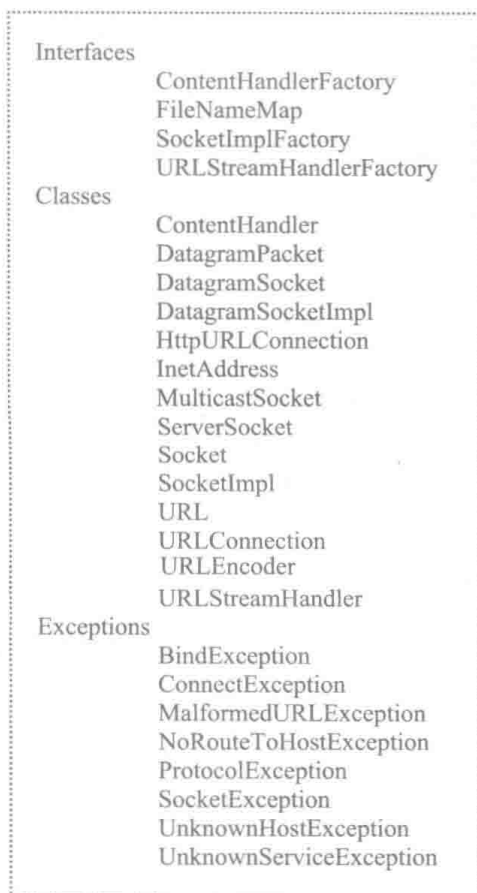 Interfaces
ContentHandlerFactory
FileNameMap
SocketImplFactory
URLStreamHandlerFactory
Classes
ContentHandler
DatagramPacket
DatagramSocket
DatagramSocketImpl
HttpURLConnection
InetAddress
MulticastSocket
ServerSocket
Socket
SocketImpl
URL
URLConnection
URLEncoder
URLStreamHandler
Exceptions
BindException
ConnectException
MalformedURLException
NoRouteToHostException
ProtocolException
SocketException
UnknownHostException
UnknownServiceException